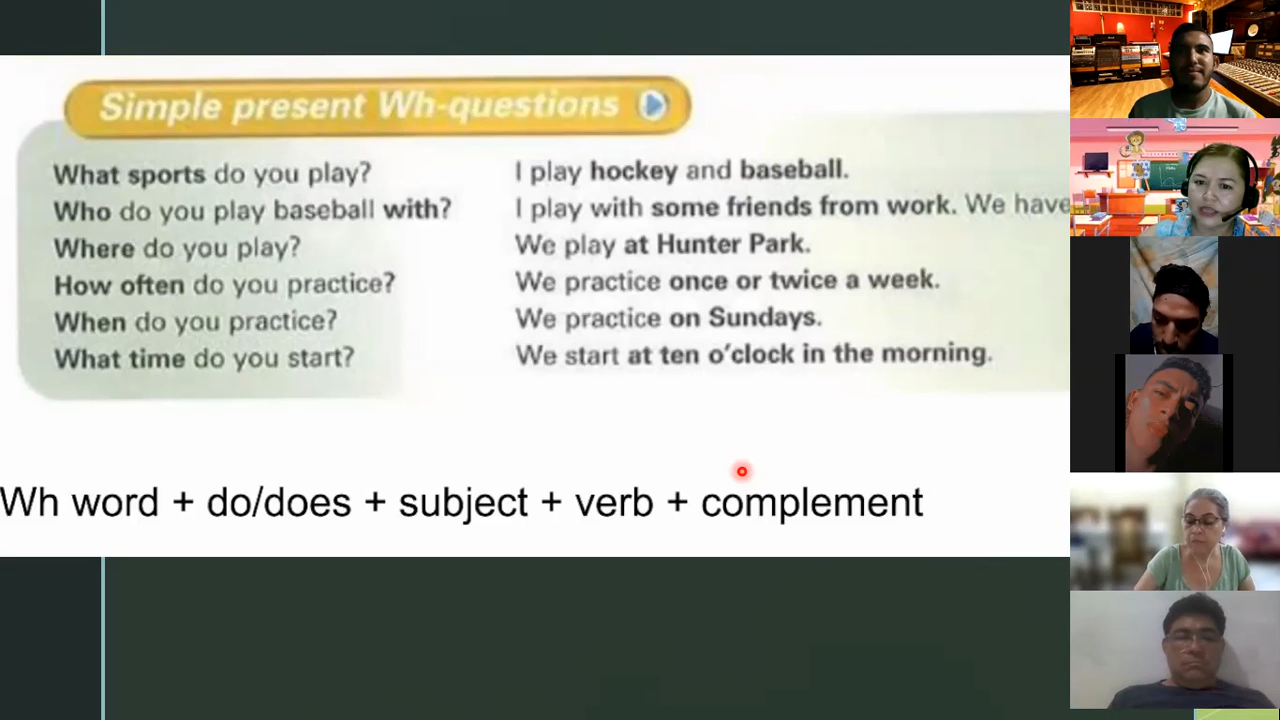 Simple present Wh-questions
What sports do you play? I play hockey and baseball.
Who do you play baseball with? I play with some friends from work. We have
Where do you play? We play at Hunter Park.
How often do you practice? We practice once or twice a week.
When do you practice? We practice on Sundays.
What time do you start? We start at ten o'clock in the morning.
Wh word + do/does + subject + verb + complement